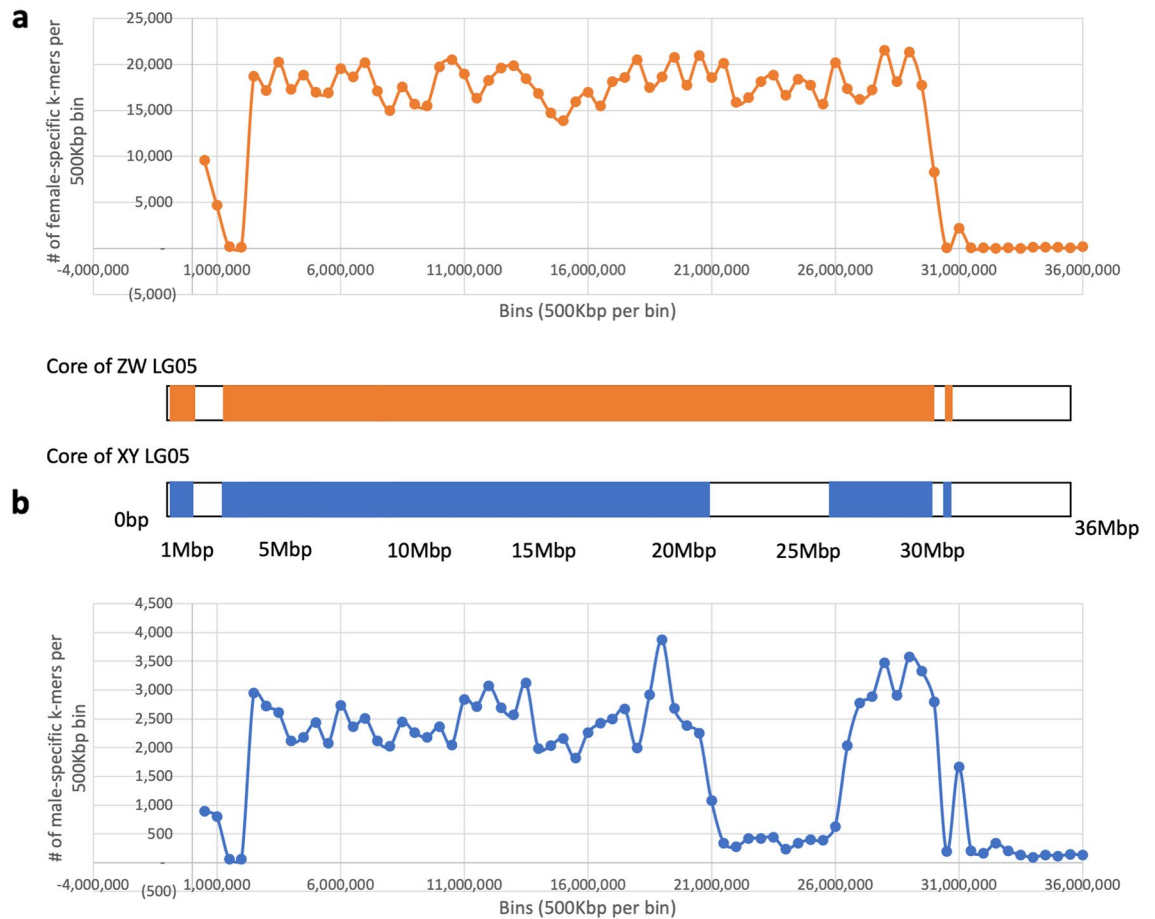 a
# of female-specific k-mers per
500Kbp bin
25,000
20,000
15,000
10,000
5,000
-
(5,000)
-4,000,000 1,000,000 6,000,000 11,000,000 16,000,000 21,000,000 26,000,000 31,000,000 36,000,000
Bins (500Kbp per bin)
Core of ZW LG05
Core of XY LG05
b
0bp
36Mbp
1Mbp 5Mbp 10Mbp 15Mbp 20Mbp 25Mbp 30Mbp
# of male-specific k-mers per
500Kbp bin
4,500
4,000
3,500
3,000
2,500
2,000
1,500
1,000
500
-
(500)
-4,000,000 1,000,000 6,000,000 11,000,000 16,000,000 21,000,000 26,000,000 31,000,000 36,000,000
Bins (500Kbp per bin)